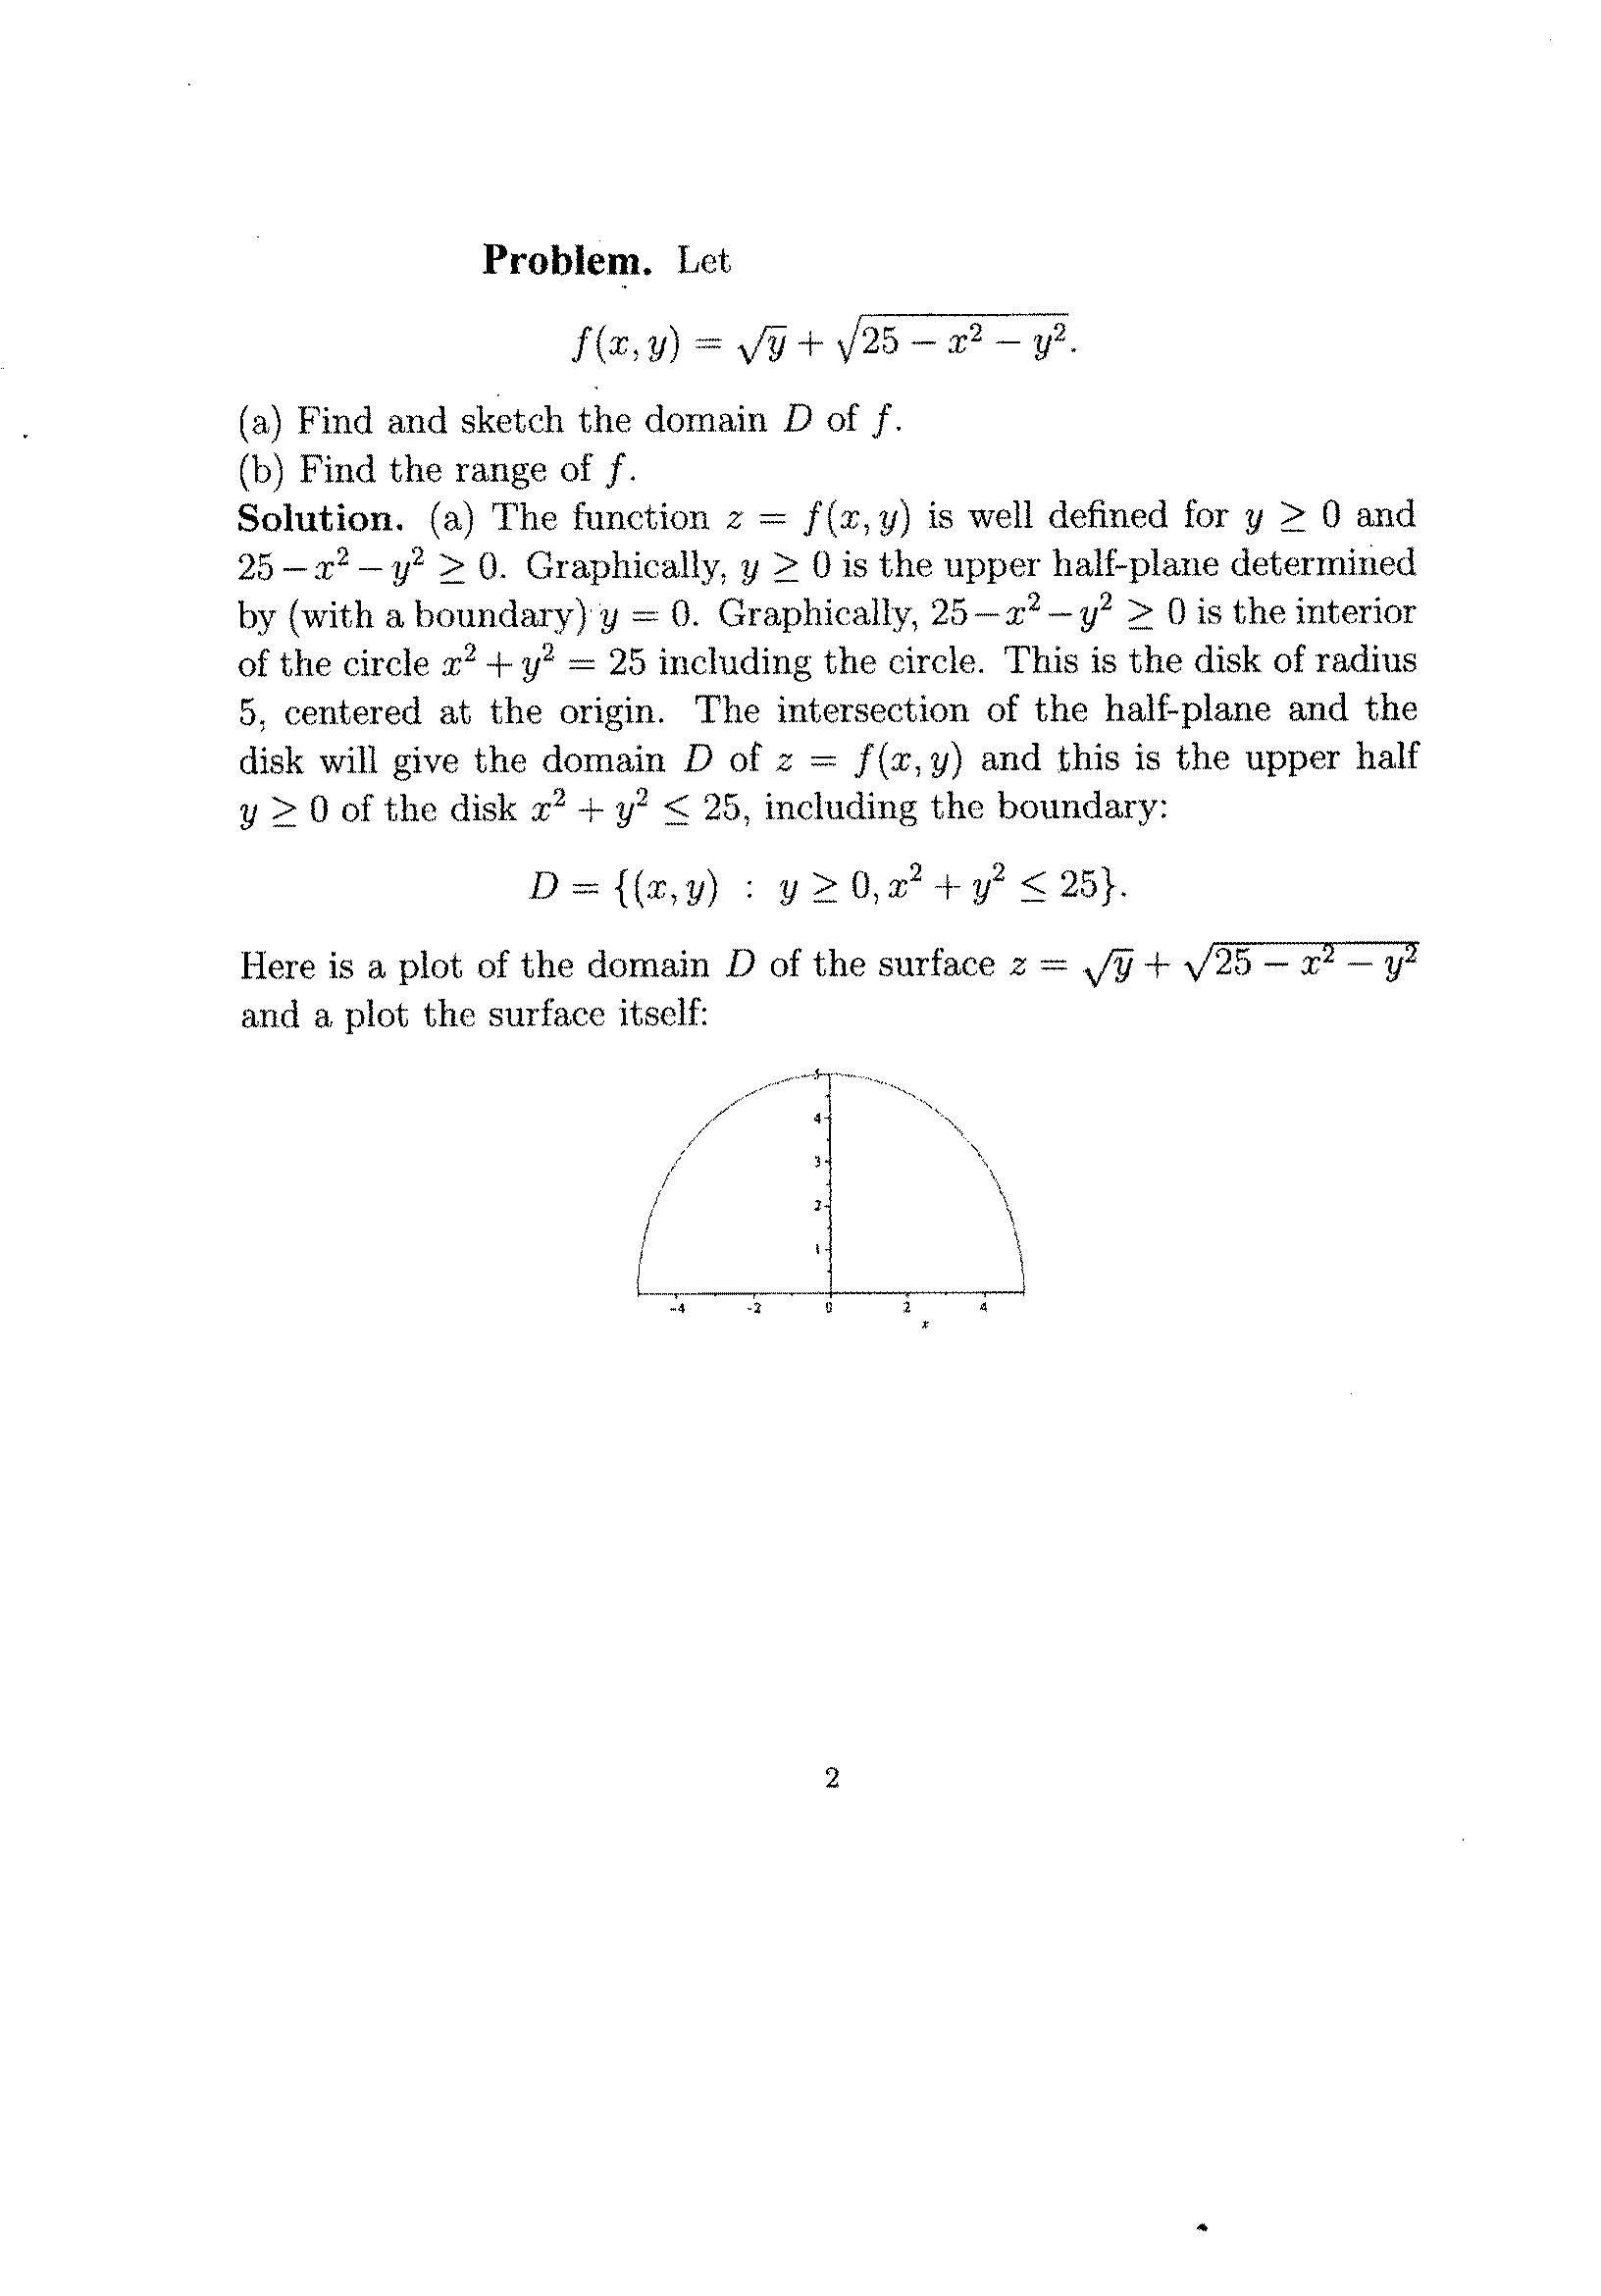 Problem. Let
f(x, y) = √y + √(25 − x² − y²).
(a) Find and sketch the domain D of f.
(b) Find the range of f.
Solution. (a) The function z = f(x, y) is well defined for y ≥ 0 and
25 − x² − y² ≥ 0. Graphically, y ≥ 0 is the upper half-plane determined
by (with a boundary) y = 0. Graphically, 25 − x² − y² ≥ 0 is the interior
of the circle x² + y² = 25 including the circle. This is the disk of radius
5, centered at the origin. The intersection of the half-plane and the
disk will give the domain D of z = f(x, y) and this is the upper half
y ≥ 0 of the disk x² + y² ≤ 25, including the boundary:
D = {(x, y) : y ≥ 0, x² + y² ≤ 25}.
Here is a plot of the domain D of the surface z = √y + √(25 − x² − y²)
and a plot the surface itself:
5
4
3
2
1
-4 -2 0 2 4
x
2